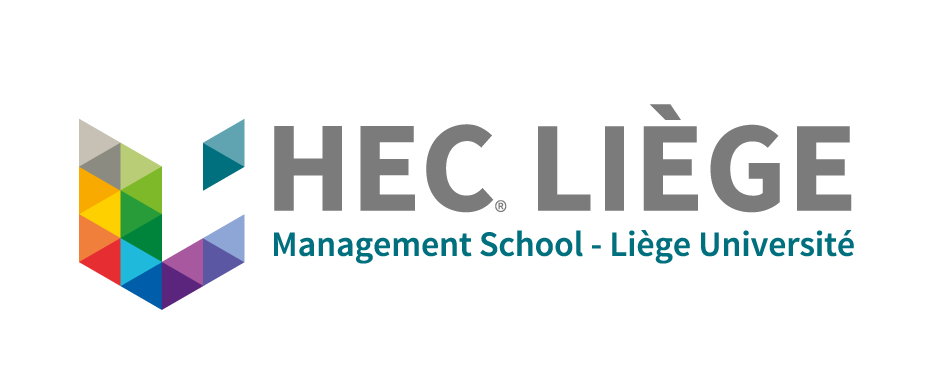 HEC® LIÈGE
Management School - Liège Université